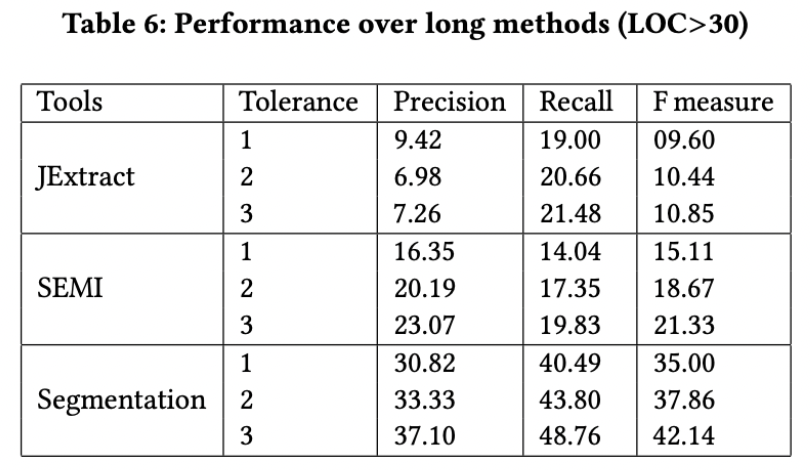 Table 6: Performance over long methods (LOC>30)
Tools Tolerance Precision Recall F measure
1 9.42 19.00 09.60
JExtract 2 6.98 20.66 10.44
3 7.26 21.48 10.85
1 16.35 14.04 15.11
SEMI 2 20.19 17.35 18.67
3 23.07 19.83 21.33
1 30.82 40.49 35.00
Segmentation 2 33.33 43.80 37.86
3 37.10 48.76 42.14